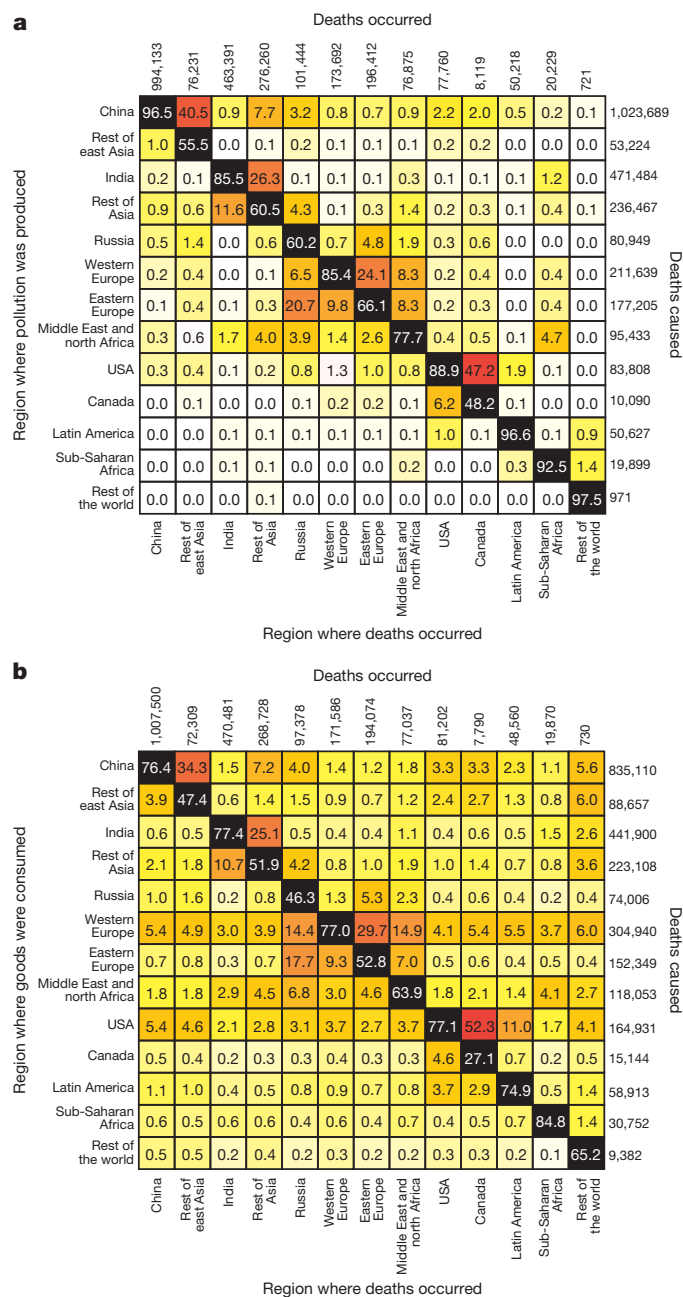 a
Deaths occurred
994,133 76,231 463,391 276,260 101,444 173,692 196,412 76,875 77,760 8,119 50,218 20,229 721
Region where pollution was produced
Deaths caused
China 96.5 40.5 0.9 7.7 3.2 0.8 0.7 0.9 2.2 2.0 0.5 0.2 0.1 1,023,689
Rest of
east Asia 1.0 55.5 0.0 0.1 0.2 0.1 0.1 0.1 0.2 0.2 0.0 0.0 0.0 53,224
India 0.2 0.1 85.5 26.3 0.1 0.1 0.1 0.3 0.1 0.1 0.1 1.2 0.0 471,484
Rest of
Asia 0.9 0.6 11.6 60.5 4.3 0.1 0.3 1.4 0.2 0.3 0.1 0.4 0.1 236,467
Russia 0.5 1.4 0.0 0.6 60.2 0.7 4.8 1.9 0.3 0.6 0.0 0.0 0.0 80,949
Western
Europe 0.2 0.4 0.0 0.1 6.5 85.4 24.1 8.3 0.2 0.4 0.0 0.4 0.0 211,639
Eastern
Europe 0.1 0.4 0.1 0.3 20.7 9.8 66.1 8.3 0.2 0.3 0.0 0.4 0.0 177,205
Middle East and
north Africa 0.3 0.6 1.7 4.0 3.9 1.4 2.6 77.7 0.4 0.5 0.1 4.7 0.0 95,433
USA 0.3 0.4 0.1 0.2 0.8 1.3 1.0 0.8 88.9 47.2 1.9 0.1 0.0 83,808
Canada 0.0 0.1 0.0 0.0 0.1 0.2 0.2 0.1 6.2 48.2 0.1 0.0 0.0 10,090
Latin America 0.0 0.0 0.1 0.1 0.1 0.1 0.1 0.1 1.0 0.1 96.6 0.1 0.9 50,627
Sub-Saharan
Africa 0.0 0.0 0.1 0.1 0.0 0.0 0.0 0.2 0.0 0.0 0.3 92.5 1.4 19,899
Rest of
the world 0.0 0.0 0.0 0.1 0.0 0.0 0.0 0.0 0.0 0.0 0.0 0.0 97.5 971
China
Rest of
east Asia
India
Rest of
Asia
Russia
Western
Europe
Eastern
Europe
Middle East and
north Africa
USA
Canada
Latin America
Sub-Saharan
Africa
Rest of
the world
Region where deaths occurred
b
Deaths occurred
1,007,500 72,309 470,481 268,728 97,378 171,586 194,074 77,037 81,202 7,790 48,560 19,870 730
Region where goods were consumed
Deaths caused
China 76.4 34.3 1.5 7.2 4.0 1.4 1.2 1.8 3.3 3.3 2.3 1.1 5.6 835,110
Rest of
east Asia 3.9 47.4 0.6 1.4 1.5 0.9 0.7 1.2 2.4 2.7 1.3 0.8 6.0 88,657
India 0.6 0.5 77.4 25.1 0.5 0.4 0.4 1.1 0.4 0.6 0.5 1.5 2.6 441,900
Rest of
Asia 2.1 1.8 10.7 51.9 4.2 0.8 1.0 1.9 1.0 1.4 0.7 0.8 3.6 223,108
Russia 1.0 1.6 0.2 0.8 46.3 1.3 5.3 2.3 0.4 0.7 0.2 0.2 0.4 74,006
Western
Europe 5.4 4.9 3.0 3.9 14.4 77.0 29.7 14.9 4.1 5.4 5.5 3.7 6.0 304,940
Eastern
Europe 0.7 0.8 0.3 0.7 17.7 9.3 52.8 7.0 0.5 0.6 0.4 0.5 0.4 152,349
Middle East and
north Africa 1.8 1.8 2.9 4.5 6.8 3.0 4.6 63.9 1.8 2.1 1.4 4.1 2.7 118,053
USA 5.4 4.6 2.1 2.8 3.1 3.7 2.7 3.7 77.1 52.3 11.0 1.7 4.1 164,931
Canada 0.5 0.4 0.2 0.3 0.3 0.4 0.3 0.3 4.6 27.1 0.7 0.2 0.5 15,144
Latin America 1.1 1.0 0.4 0.5 0.8 0.9 0.7 0.8 3.7 2.9 74.9 0.5 1.4 58,913
Sub-Saharan
Africa 0.6 0.5 0.6 0.6 0.4 0.6 0.4 0.7 0.4 0.5 0.7 84.8 1.4 30,752
Rest of
the world 0.5 0.5 0.2 0.4 0.2 0.3 0.2 0.2 0.3 0.3 0.2 0.1 65.2 9,382
China
Rest of
east Asia
India
Rest of
Asia
Russia
Western
Europe
Eastern
Europe
Middle East and
north Africa
USA
Canada
Latin America
Sub-Saharan
Africa
Rest of
the world
Region where deaths occurred